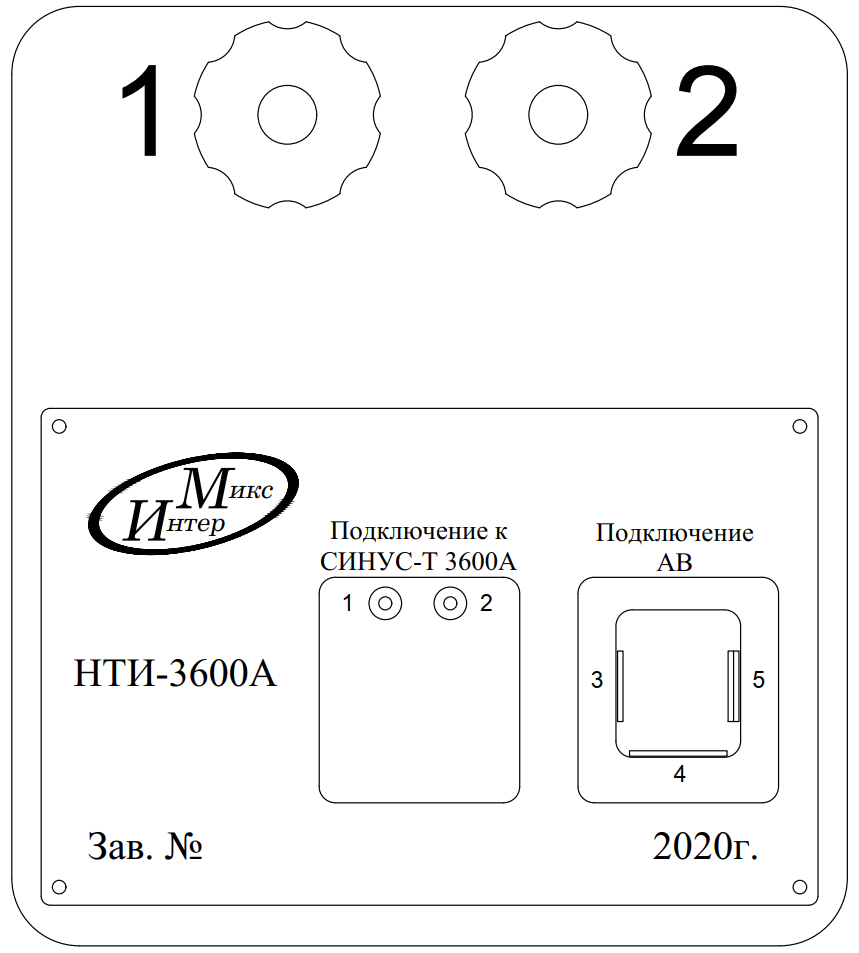 1
2
Микс
Интер
Подключение к
СИНУС-Т 3600А
Подключение
АВ
1
2
НТИ-3600А
3
5
4
Зав. №
2020г.